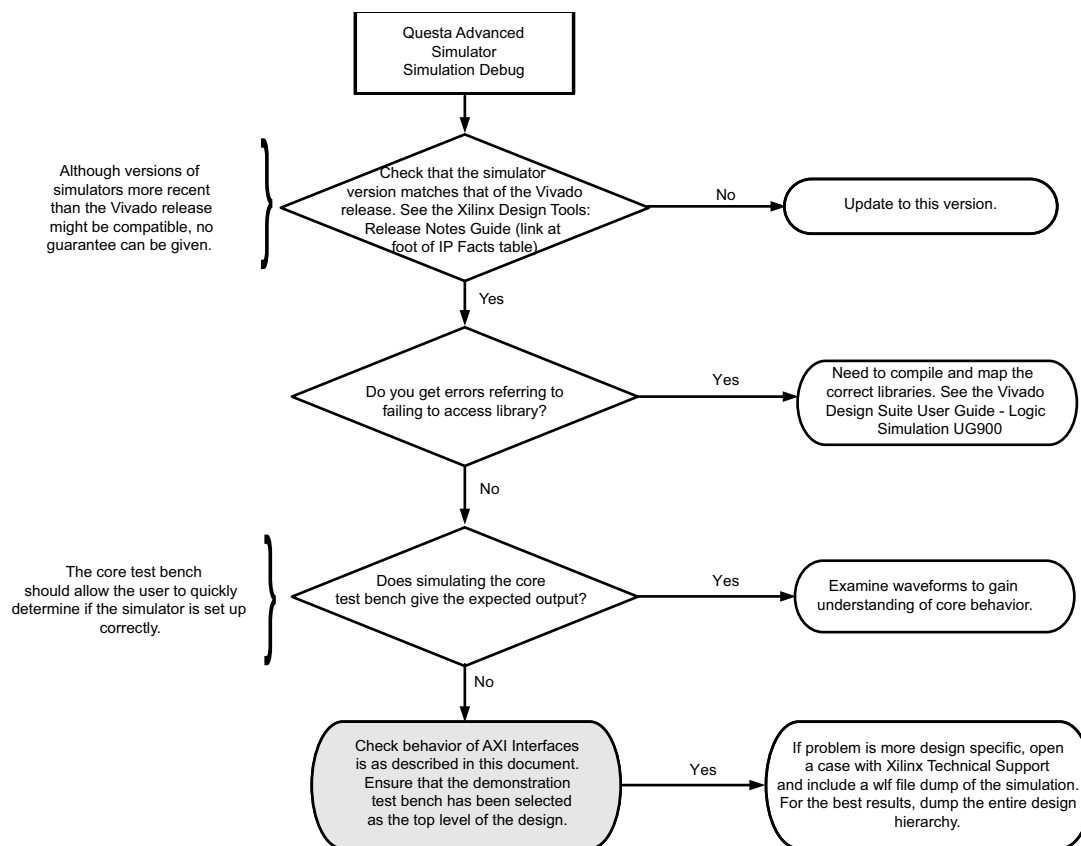 Questa Advanced
Simulator
Simulation Debug
Although versions of
simulators more recent
than the Vivado release
might be compatible, no
guarantee can be given.
Check that the simulator
version matches that of the Vivado
release. See the Xilinx Design Tools:
Release Notes Guide (link at
foot of IP Facts table)
No
Update to this version.
Yes
Do you get errors referring to
failing to access library?
Yes
Need to compile and map the
correct libraries. See the Vivado
Design Suite User Guide - Logic
Simulation UG900
No
The core test bench
should allow the user to quickly
determine if the simulator is set up
correctly.
Does simulating the core
test bench give the expected output?
Yes
Examine waveforms to gain
understanding of core behavior.
No
Check behavior of AXI Interfaces
is as described in this document.
Ensure that the demonstration
test bench has been selected
as the top level of the design.
Yes
If problem is more design specific, open
a case with Xilinx Technical Support
and include a wlf file dump of the simulation.
For the best results, dump the entire design
hierarchy.